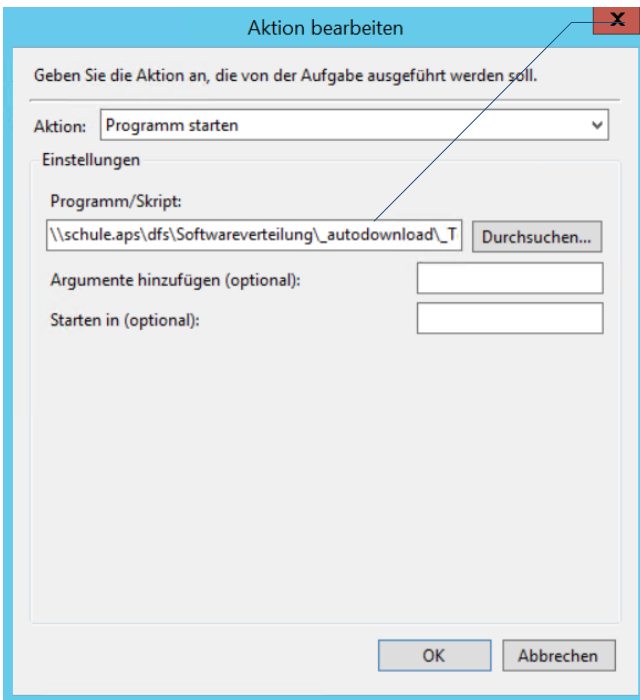 Aktion bearbeiten
Geben Sie die Aktion an, die von der Aufgabe ausgeführt werden soll.
Aktion: Programm starten
Einstellungen
Programm/Skript:
\\schule.aps\dfs\Softwareverteilung\_autodownload\_T Durchsuchen...
Argumente hinzufügen (optional):
Starten in (optional):
OK Abbrechen